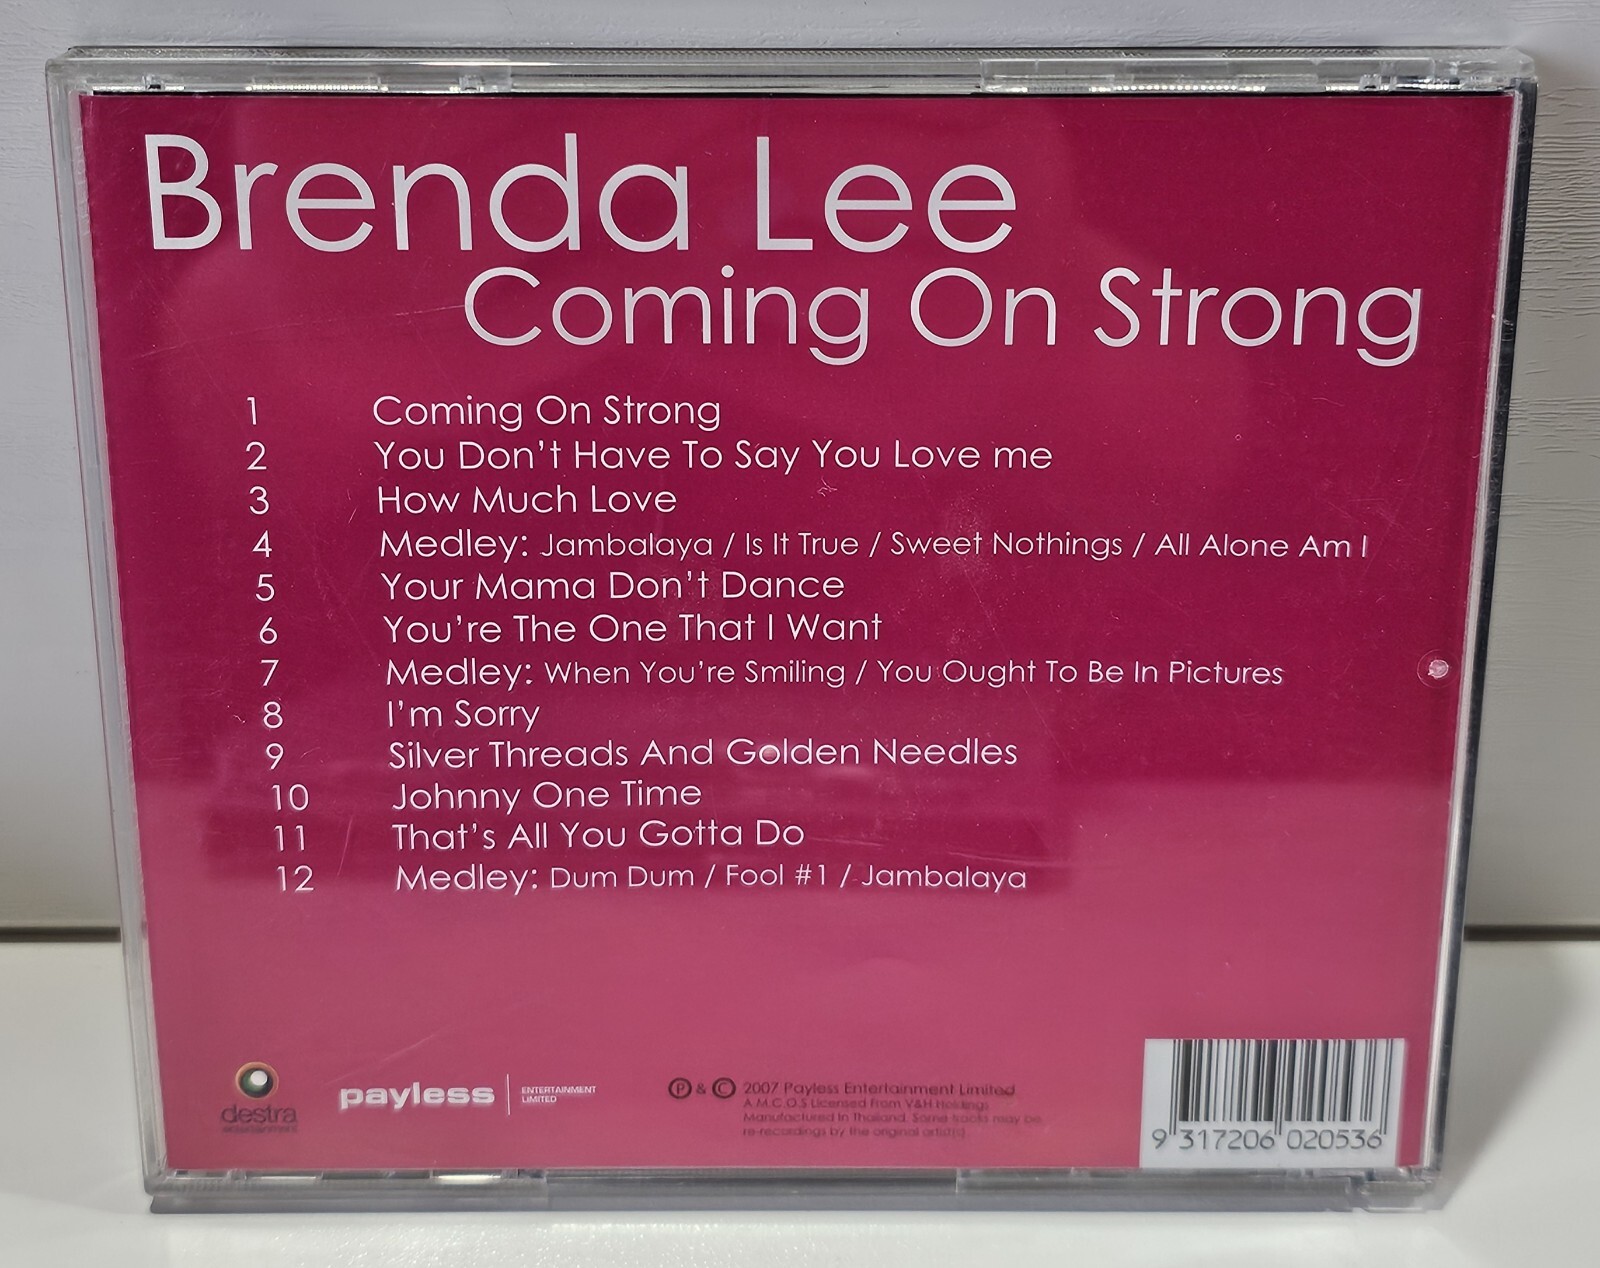 Brenda Lee
Coming On Strong
1 Coming On Strong
2 You Don't Have To Say You Love me
3 How Much Love
4 Medley: Jambalaya / Is It True / Sweet Nothings / All Alone Am I
5 Your Mama Don't Dance
6 You're The One That I Want
7 Medley: When You're Smiling / You Ought To Be In Pictures
8 I'm Sorry
9 Silver Threads And Golden Needles
10 Johnny One Time
11 That's All You Gotta Do
12 Medley: Dum Dum / Fool #1 / Jambalaya
destra
entertainment
payless
ENTERTAINMENT
LIMITED
Ⓟ & © 2007 Payless Entertainment Limited
A.M.C.O.S Licensed from V&H Holdings
Manufactured in Thailand. Some tracks may be
re-recordings by the original artist(s)
9 317206 020536